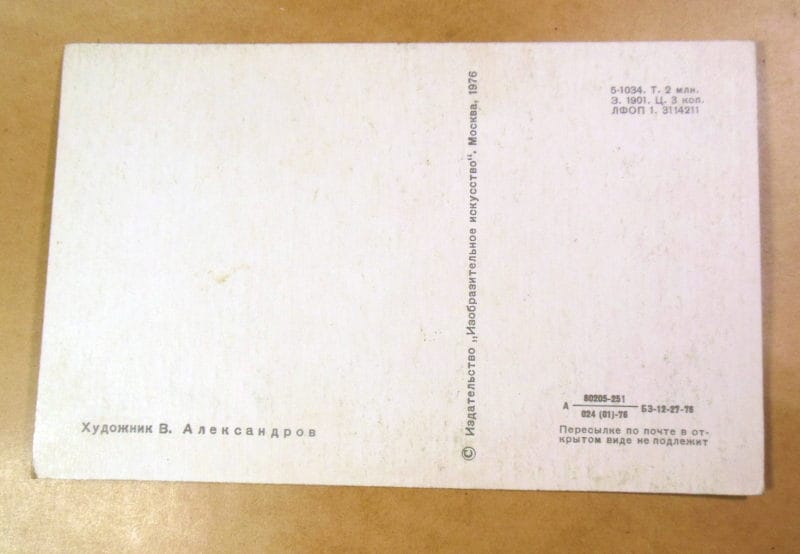 Художник В. Александров
© Издательство „Изобразительное искусство“. Москва, 1976
5-1034. Т. 2 млн.
З. 1901. Ц. 3 коп.
ЛФОП 1. 3114211
А 80205-251
024 (01)-76 БЗ-12-27-76
Пересылке по почте в от-
крытом виде не подлежит